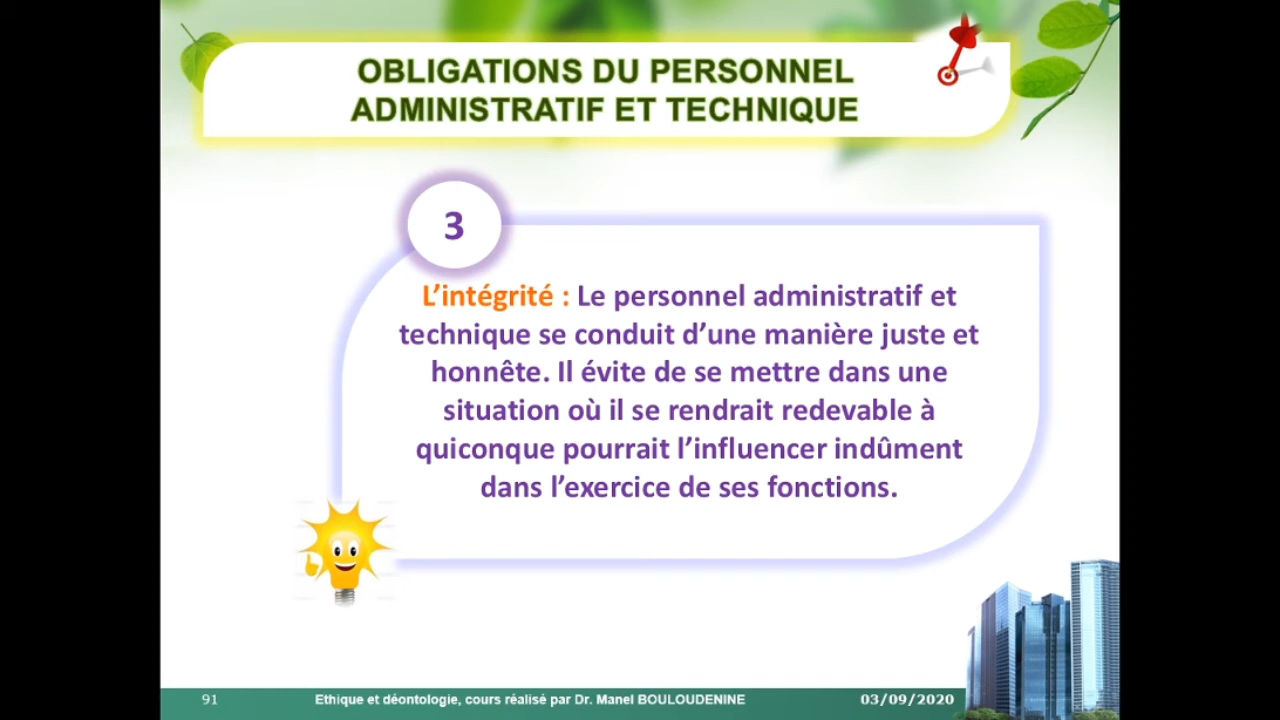 OBLIGATIONS DU PERSONNEL
ADMINISTRATIF ET TECHNIQUE
3
L’intégrité : Le personnel administratif et
technique se conduit d’une manière juste et
honnête. Il évite de se mettre dans une
situation où il se rendrait redevable à
quiconque pourrait l’influencer indûment
dans l’exercice de ses fonctions.
91
Ethique et déontologie, cours réalisé par Dr. Manel BOULOUDENINE
03/09/2020